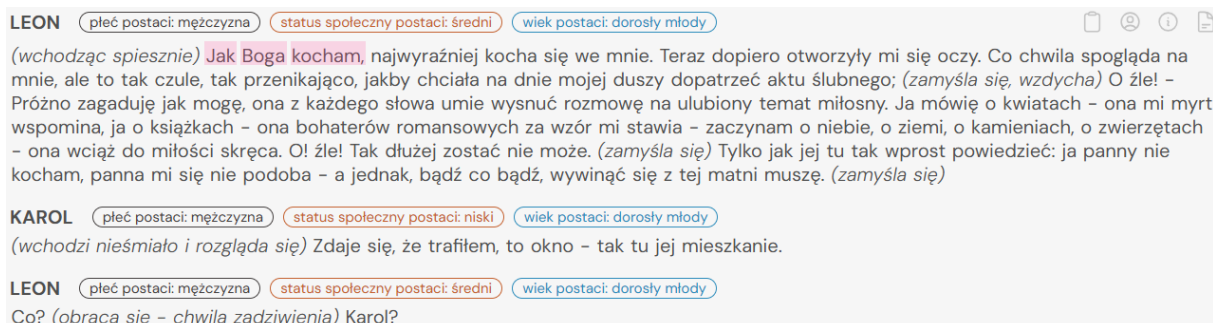 LEON płeć postaci: mężczyzna status społeczny postaci: średni wiek postaci: dorosły młody
(wchodząc spiesznie) Jak Boga kocham, najwyraźniej kocha się we mnie. Teraz dopiero otworzyły mi się oczy. Co chwila spogląda na
mnie, ale to tak czule, tak przenikająco, jakby chciała na dnie mojej duszy dopatrzeć aktu ślubnego; (zamyśla się, wzdycha) O źle! –
Próżno zagaduję jak mogę, ona z każdego słowa umie wysnuć rozmowę na ulubiony temat miłosny. Ja mówię o kwiatach – ona mi myrt
wspomina, ja o książkach – ona bohaterów romansowych za wzór mi stawia – zaczynam o niebie, o ziemi, o kamieniach, o zwierzętach
– ona wciąż do miłości skręca. O! źle! Tak dłużej zostać nie może. (zamyśla się) Tylko jak jej tu tak wprost powiedzieć: ja panny nie
kocham, panna mi się nie podoba – a jednak, bądź co bądź, wywinąć się z tej matni muszę. (zamyśla się)
KAROL płeć postaci: mężczyzna status społeczny postaci: niski wiek postaci: dorosły młody
(wchodzi nieśmiało i rozgląda się) Zdaje się, że trafiłem, to okno – tak tu jej mieszkanie.
LEON płeć postaci: mężczyzna status społeczny postaci: średni wiek postaci: dorosły młody
Co? (obraca się – chwila zadziwienia) Karol?